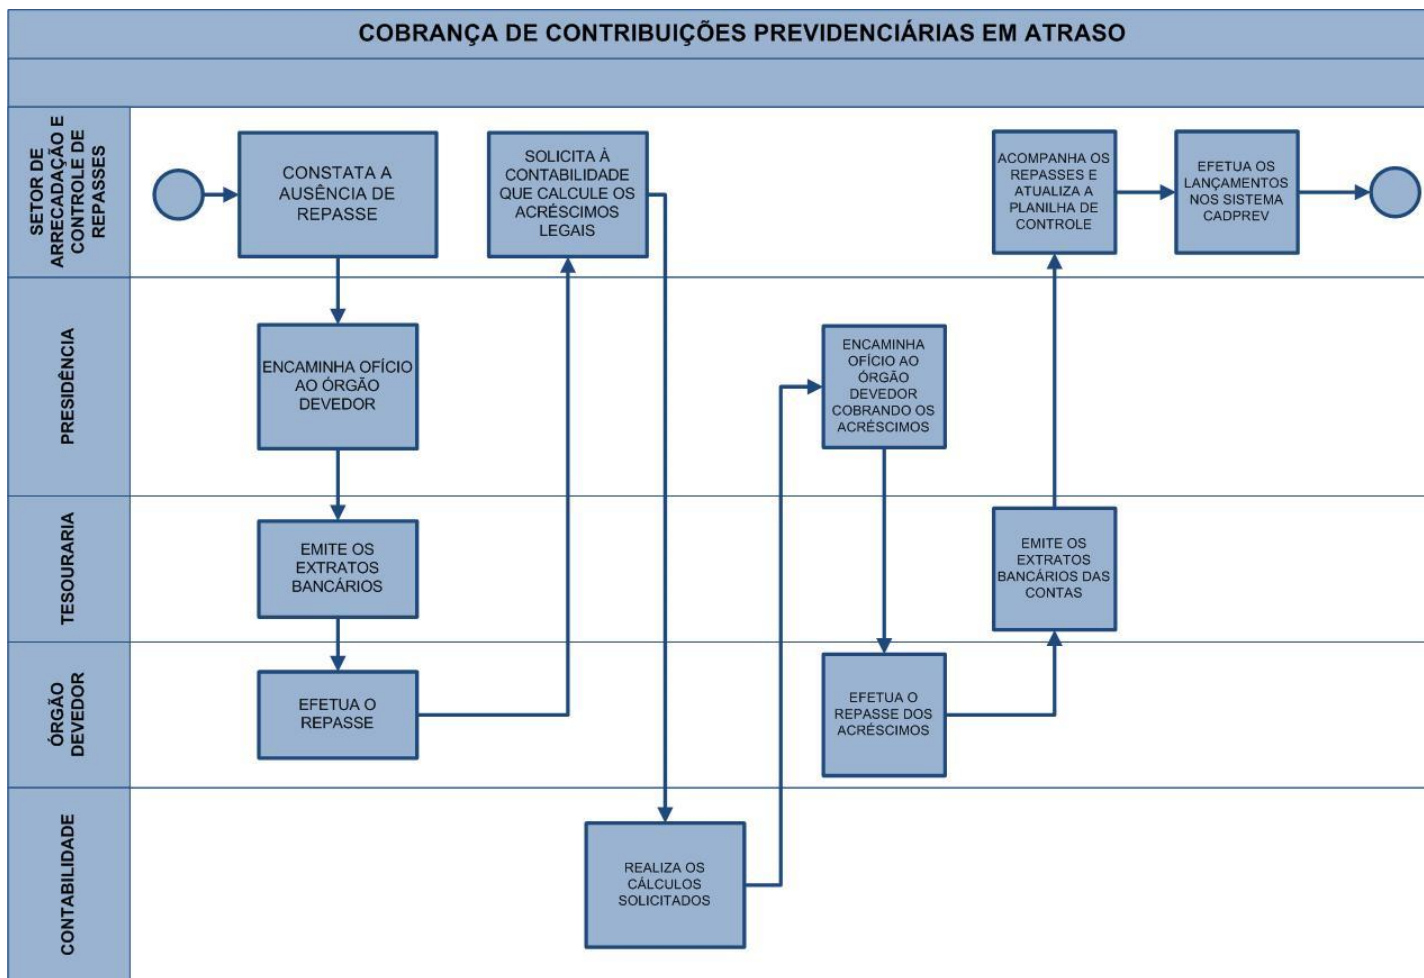 COBRANÇA DE CONTRIBUIÇÕES PREVIDENCIÁRIAS EM ATRASO
SETOR DE
ARRECADAÇÃO E
CONTROLE DE
REPASSES
CONSTATA A
AUSÊNCIA DE
REPASSE
SOLICITA À
CONTABILIDADE
QUE CALCULE OS
ACRÉSCIMOS
LEGAIS
ACOMPANHA OS
REPASSES E
ATUALIZA A
PLANILHA DE
CONTROLE
EFETUA OS
LANÇAMENTOS
NOS SISTEMA
CADPREV
PRESIDÊNCIA
ENCAMINHA OFÍCIO
AO ÓRGÃO
DEVEDOR
ENCAMINHA
OFÍCIO AO
ÓRGÃO
DEVEDOR
COBRANDO OS
ACRÉSCIMOS
TESOURARIA
EMITE OS
EXTRATOS
BANCÁRIOS
EMITE OS
EXTRATOS
BANCÁRIOS DAS
CONTAS
ÓRGÃO
DEVEDOR
EFETUA O
REPASSE
EFETUA O
REPASSE DOS
ACRÉSCIMOS
CONTABILIDADE
REALIZA OS
CÁLCULOS
SOLICITADOS